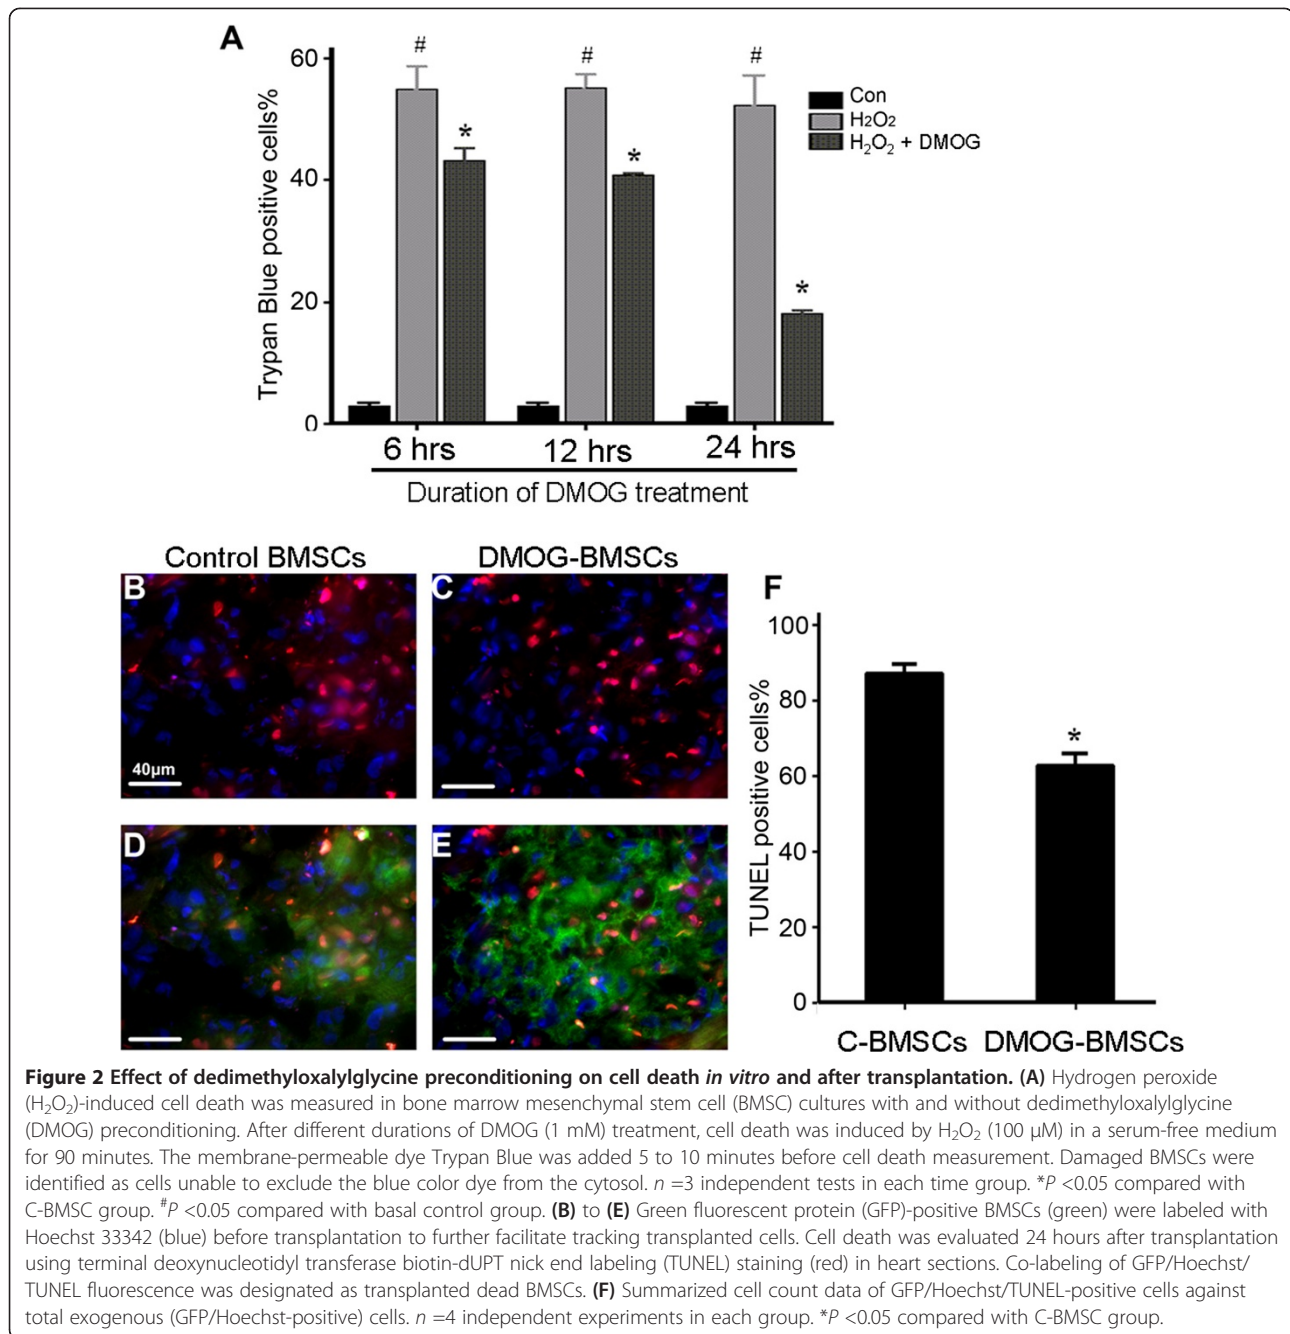 A
Trypan Blue positive cells%
60
40
20
0
#
*
#
*
#
*
Con
H₂O₂
H₂O₂ + DMOG
6 hrs 12 hrs 24 hrs
Duration of DMOG treatment
Control BMSCs DMOG-BMSCs
B
40µm
C
D
E
F
TUNEL positive cells%
100
80
60
40
20
0
*
C-BMSCs DMOG-BMSCs
Figure 2 Effect of dedimethyloxalylglycine preconditioning on cell death in vitro and after transplantation. (A) Hydrogen peroxide
(H₂O₂)-induced cell death was measured in bone marrow mesenchymal stem cell (BMSC) cultures with and without dedimethyloxalylglycine
(DMOG) preconditioning. After different durations of DMOG (1 mM) treatment, cell death was induced by H₂O₂ (100 μM) in a serum-free medium
for 90 minutes. The membrane-permeable dye Trypan Blue was added 5 to 10 minutes before cell death measurement. Damaged BMSCs were
identified as cells unable to exclude the blue color dye from the cytosol. n =3 independent tests in each time group. *P <0.05 compared with
C-BMSC group. #P <0.05 compared with basal control group. (B) to (E) Green fluorescent protein (GFP)-positive BMSCs (green) were labeled with
Hoechst 33342 (blue) before transplantation to further facilitate tracking transplanted cells. Cell death was evaluated 24 hours after transplantation
using terminal deoxynucleotidyl transferase biotin-dUPT nick end labeling (TUNEL) staining (red) in heart sections. Co-labeling of GFP/Hoechst/
TUNEL fluorescence was designated as transplanted dead BMSCs. (F) Summarized cell count data of GFP/Hoechst/TUNEL-positive cells against
total exogenous (GFP/Hoechst-positive) cells. n =4 independent experiments in each group. *P <0.05 compared with C-BMSC group.